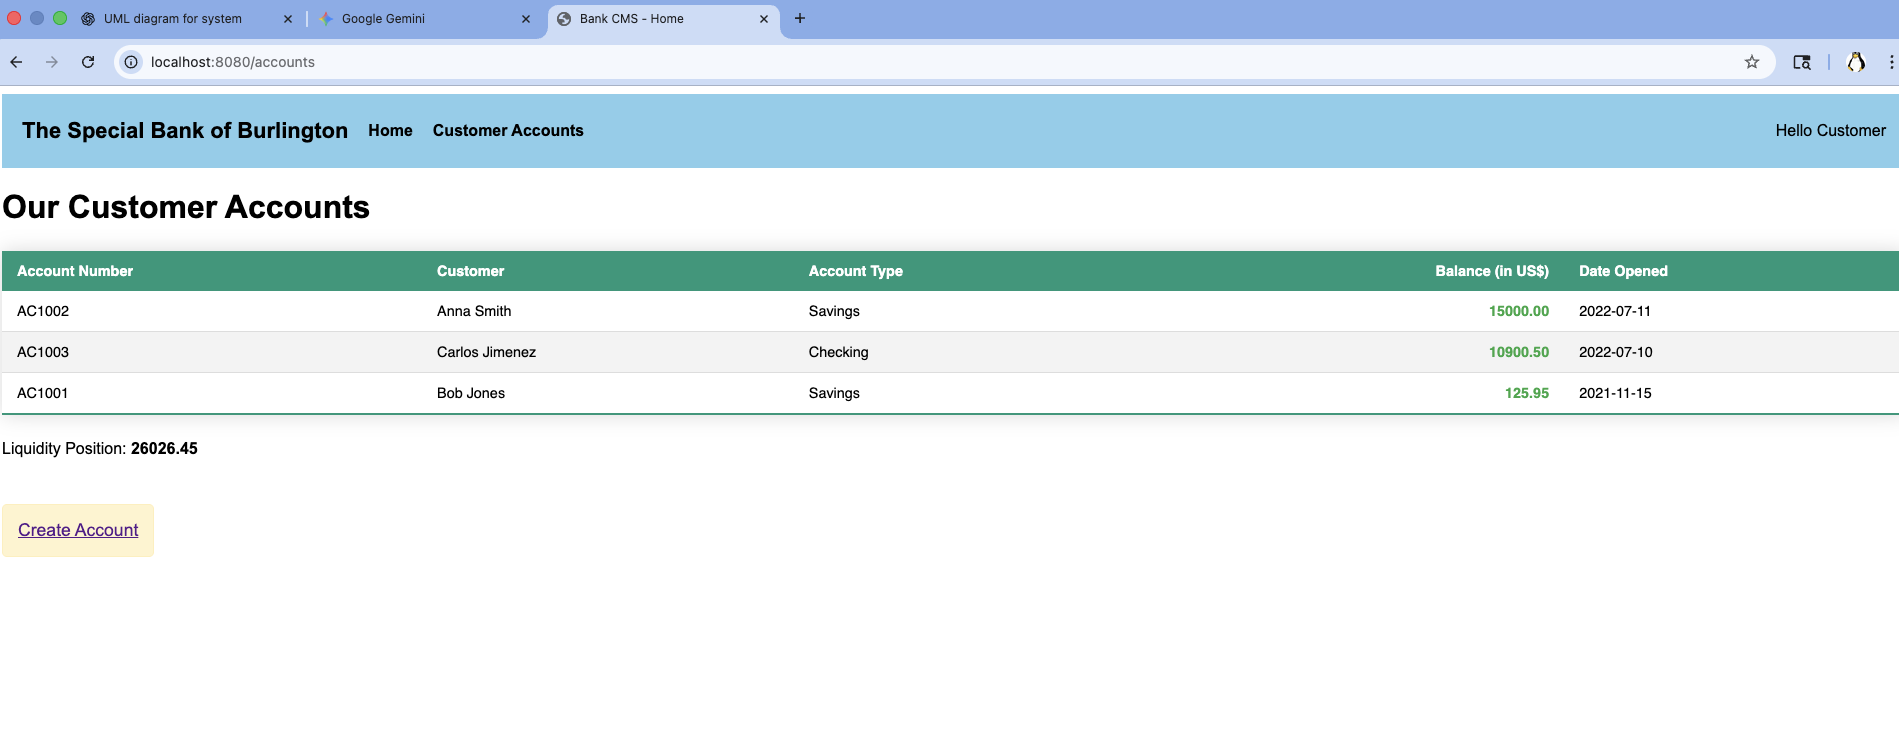 UML diagram for system Google Gemini Bank CMS - Home
localhost:8080/accounts
The Special Bank of Burlington Home Customer Accounts Hello Customer
Our Customer Accounts
Account Number Customer Account Type Balance (in US$) Date Opened
AC1002 Anna Smith Savings 15000.00 2022-07-11
AC1003 Carlos Jimenez Checking 10900.50 2022-07-10
AC1001 Bob Jones Savings 125.95 2021-11-15
Liquidity Position: 26026.45
Create Account